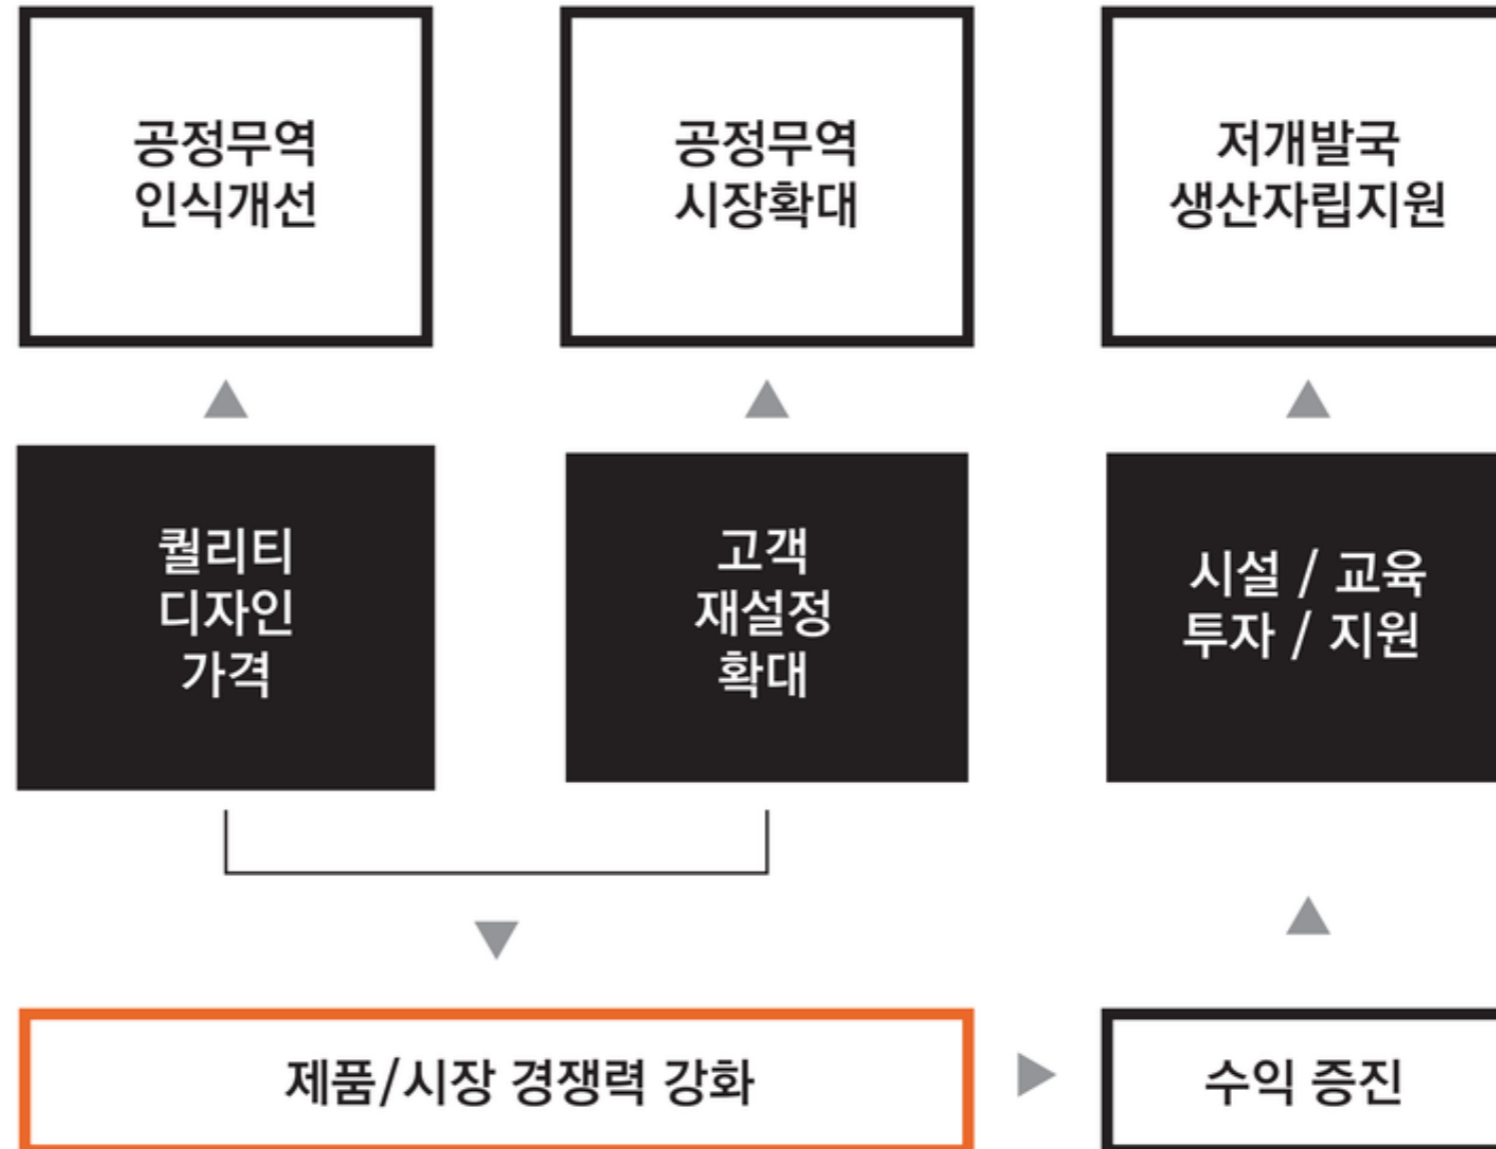 공정무역
인식개선
공정무역
시장확대
저개발국
생산자립지원
퀄리티
디자인
가격
고객
재설정
확대
시설 / 교육
투자 / 지원
제품/시장 경쟁력 강화
수익 증진